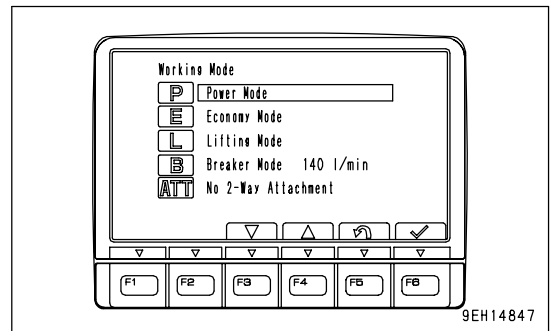 Working Mode
P Power Mode
E Economy Mode
L Lifting Mode
B Breaker Mode 140 l/min
ATT No 2-Way Attachment
F1 F2 F3 F4 F5 F6
9EH14847